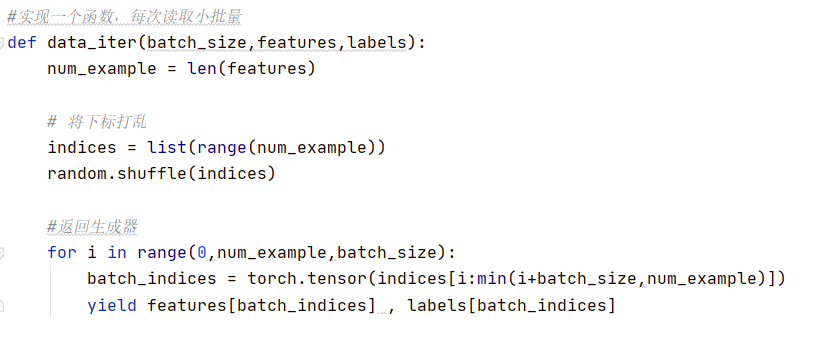 #实现一个函数，每次读取小批量
def data_iter(batch_size,features,labels):
    num_example = len(features)
    # 将下标打乱
    indices = list(range(num_example))
    random.shuffle(indices)
    #返回生成器
    for i in range(0,num_example,batch_size):
        batch_indices = torch.tensor(indices[i:min(i+batch_size,num_example)])
        yield features[batch_indices] , labels[batch_indices]